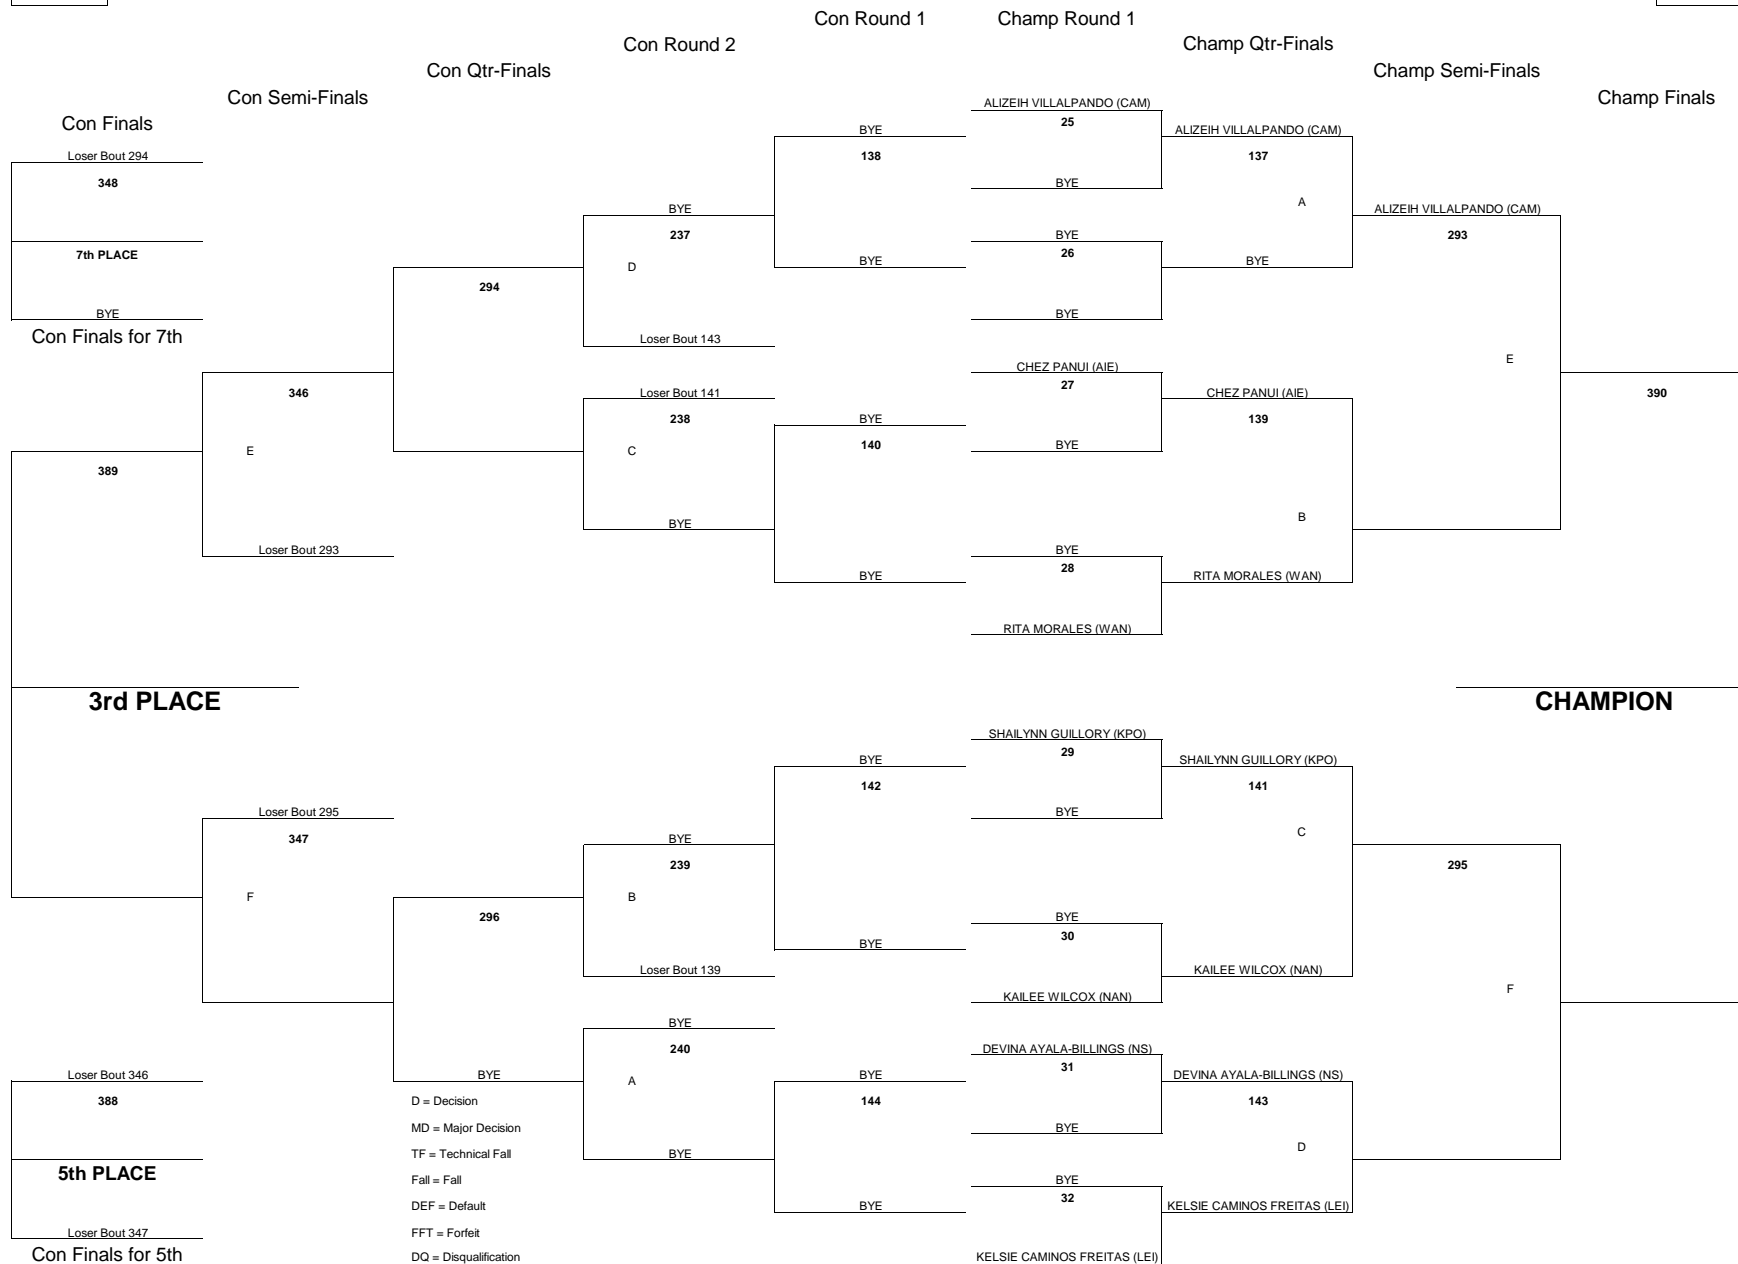 Con Round 1
Champ Round 1
Con Round 2
Champ Qtr-Finals
Con Qtr-Finals
Champ Semi-Finals
Con Semi-Finals
Champ Finals
ALIZEIH VILLALPANDO (CAM)
Con Finals
25
BYE
ALIZEIH VILLALPANDO (CAM)
Loser Bout 294
138
137
348
BYE
A
BYE
ALIZEIH VILLALPANDO (CAM)
237
BYE
293
7th PLACE
26
D
BYE
BYE
294
BYE
BYE
Con Finals for 7th
Loser Bout 143
E
CHEZ PANUI (AIE)
27
346
Loser Bout 141
CHEZ PANUI (AIE)
390
238
BYE
139
E
C
140
BYE
389
B
BYE
Loser Bout 293
BYE
28
BYE
RITA MORALES (WAN)
RITA MORALES (WAN)
3rd PLACE
CHAMPION
SHAILYNN GUILLORY (KPO)
29
BYE
SHAILYNN GUILLORY (KPO)
142
141
Loser Bout 295
BYE
347
BYE
C
239
295
F
B
296
BYE
30
BYE
Loser Bout 139
KAILEE WILCOX (NAN)
F
KAILEE WILCOX (NAN)
BYE
240
DEVINA AYALA-BILLINGS (NS)
31
Loser Bout 346
BYE
A
BYE
DEVINA AYALA-BILLINGS (NS)
388
D = Decision
144
143
MD = Major Decision
BYE
TF = Technical Fall
BYE
D
5th PLACE
Fall = Fall
BYE
32
DEF = Default
BYE
KELSIE CAMINOS FREITAS (LEI)
Loser Bout 347
FFT = Forfeit
Con Finals for 5th
DQ = Disqualification
KELSIE CAMINOS FREITAS (LEI)